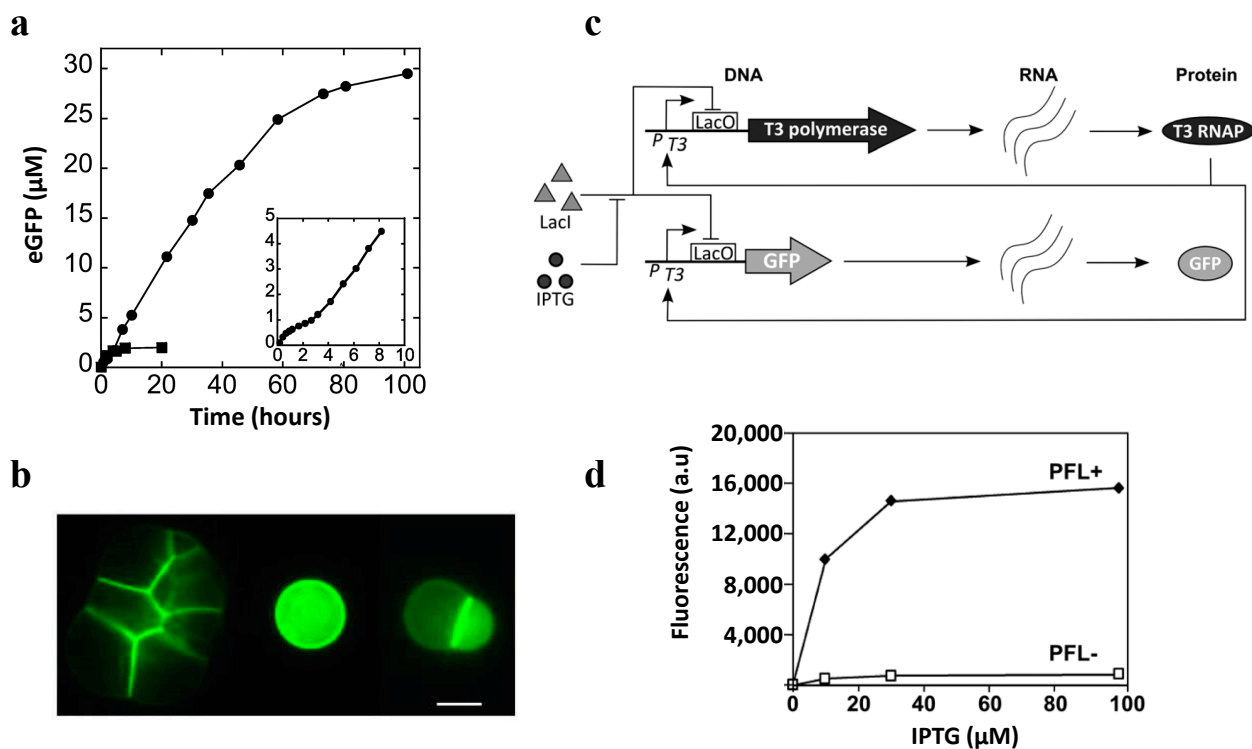 a
eGFP (μM)
30
25
20
15
10
5
0
0 20 40 60 80 100
Time (hours)
5
4
3
2
1
0
0 2 4 6 8 10
b
c
DNA RNA Protein
LacO T3 polymerase T3 RNAP
P T3
LacI
LacO GFP GFP
P T3
IPTG
d
Fluorescence (a.u)
20,000
16,000
12,000
8,000
4,000
PFL+
PFL-
0 20 40 60 80 100
IPTG (μM)